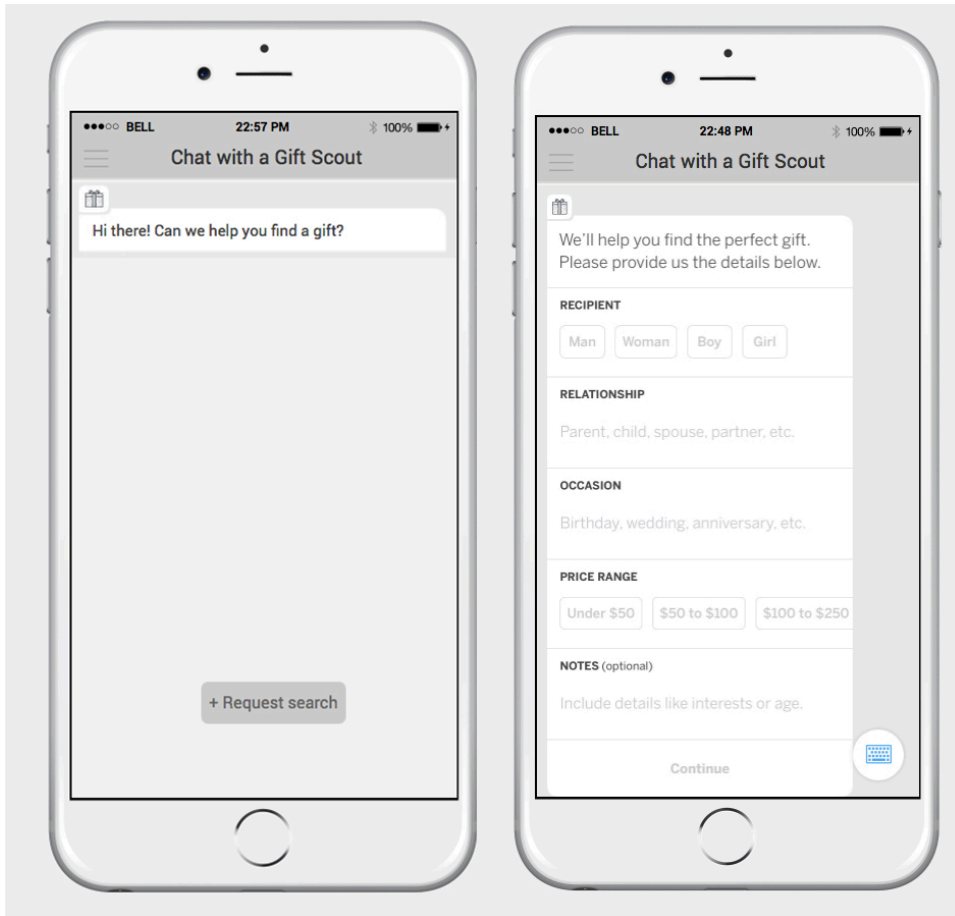 BELL 22:57 PM 100%
Chat with a Gift Scout
Hi there! Can we help you find a gift?
+ Request search
BELL 22:48 PM 100%
Chat with a Gift Scout
We'll help you find the perfect gift.
Please provide us the details below.
RECIPIENT
Man Woman Boy Girl
RELATIONSHIP
Parent, child, spouse, partner, etc.
OCCASION
Birthday, wedding, anniversary, etc.
PRICE RANGE
Under $50 $50 to $100 $100 to $250
NOTES (optional)
Include details like interests or age.
Continue